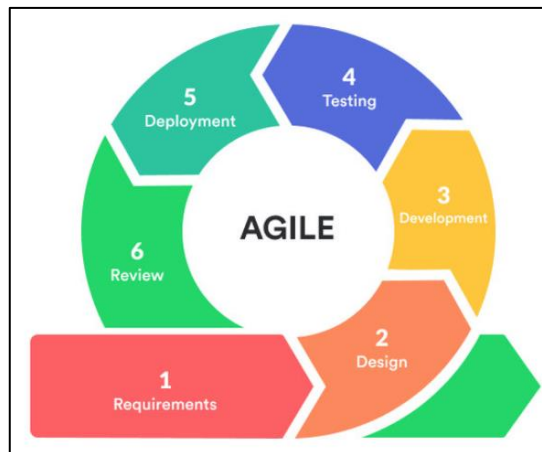 4
Testing
5
Deployment
3
Development
AGILE
6
Review
2
Design
1
Requirements